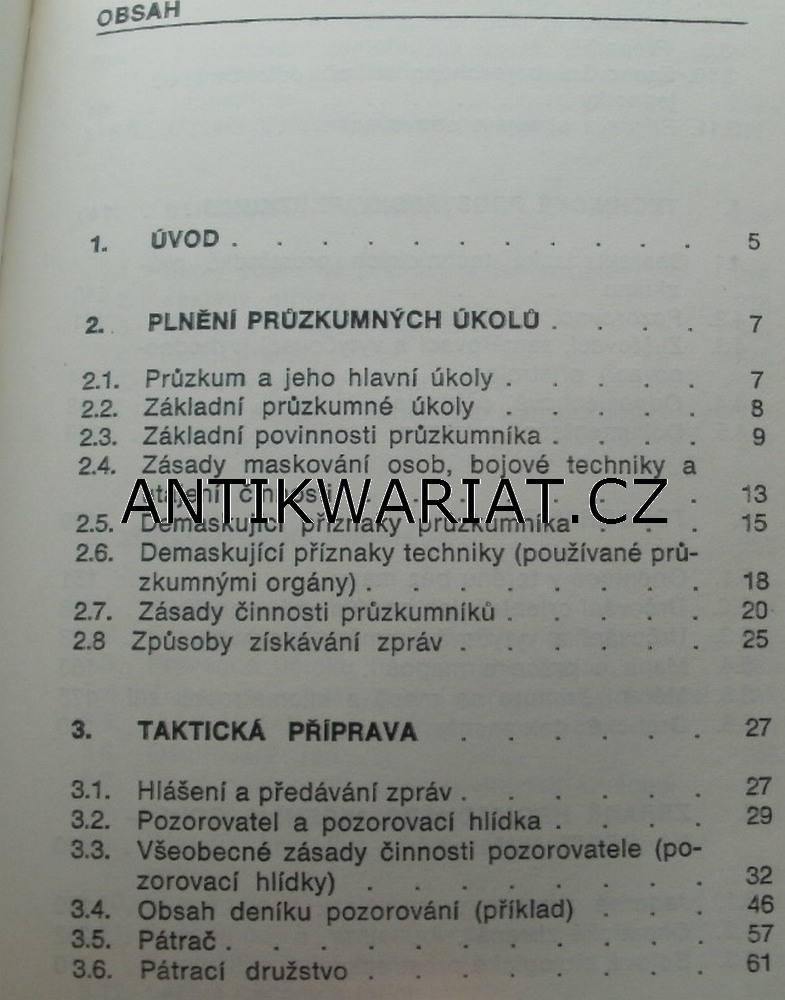 OBSAH
1. ÚVOD . . . . . . . . . . . 5
2. PLNĚNÍ PRŮZKUMNÝCH ÚKOLŮ . . . . 7
2.1. Průzkum a jeho hlavní úkoly . . . . . 7
2.2. Základní průzkumné úkoly . . . . . 8
2.3. Základní povinnosti průzkumníka . . . . 9
2.4. Zásady maskování osob, bojové techniky a
utajení činnosti . . . . . . . . 13
ANTIKWARIAT.CZ
2.5. Demaskující příznaky průzkumníka . . . 15
2.6. Demaskující příznaky techniky (používané prů-
zkumnými orgány) . . . . . . . . 18
2.7. Zásady činnosti průzkumníků . . . . . 20
2.8 Způsoby získávání zpráv . . . . . . 25
3. TAKTICKÁ PŘÍPRAVA . . . . . . 27
3.1. Hlášení a předávání zpráv . . . . . . 27
3.2. Pozorovatel a pozorovací hlídka . . . . 29
3.3. Všeobecné zásady činnosti pozorovatele (po-
zorovací hlídky) . . . . . . . . 32
3.4. Obsah deníku pozorování (příklad) . . . 46
3.5. Pátrač . . . . . . . . . . . 57
3.6. Pátrací družstvo . . . . . . . . 61